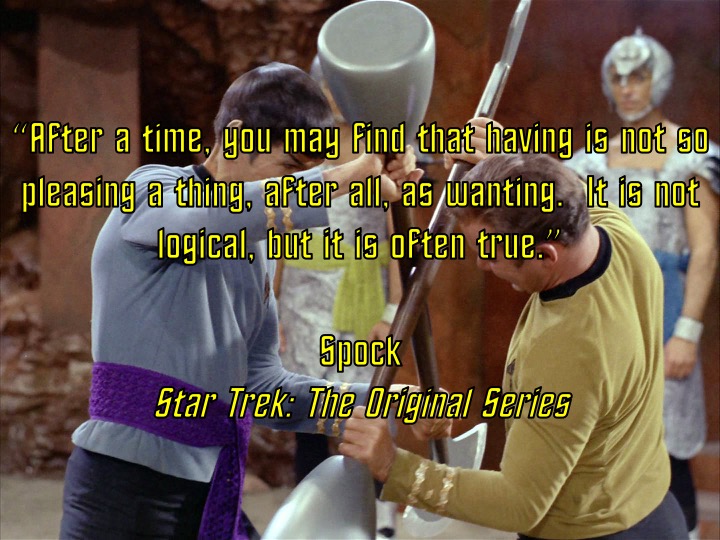 “After a time, you may find that having is not so
pleasing a thing, after all, as wanting.  It is not
logical, but it is often true.”
Spock
Star Trek: The Original Series